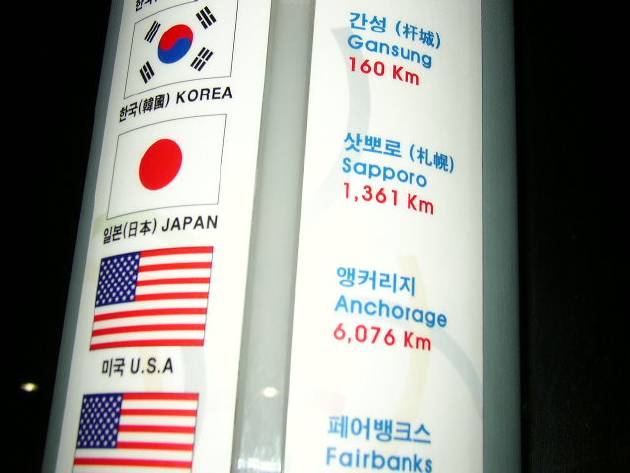 한국(韓國) KOREA
일본(日本) JAPAN
미국 U.S.A
간성 (杆城)
Gansung
160 Km
삿뽀로 (札幌)
Sapporo
1,361 Km
앵커리지
Anchorage
6,076 Km
페어뱅크스
Fairbanks